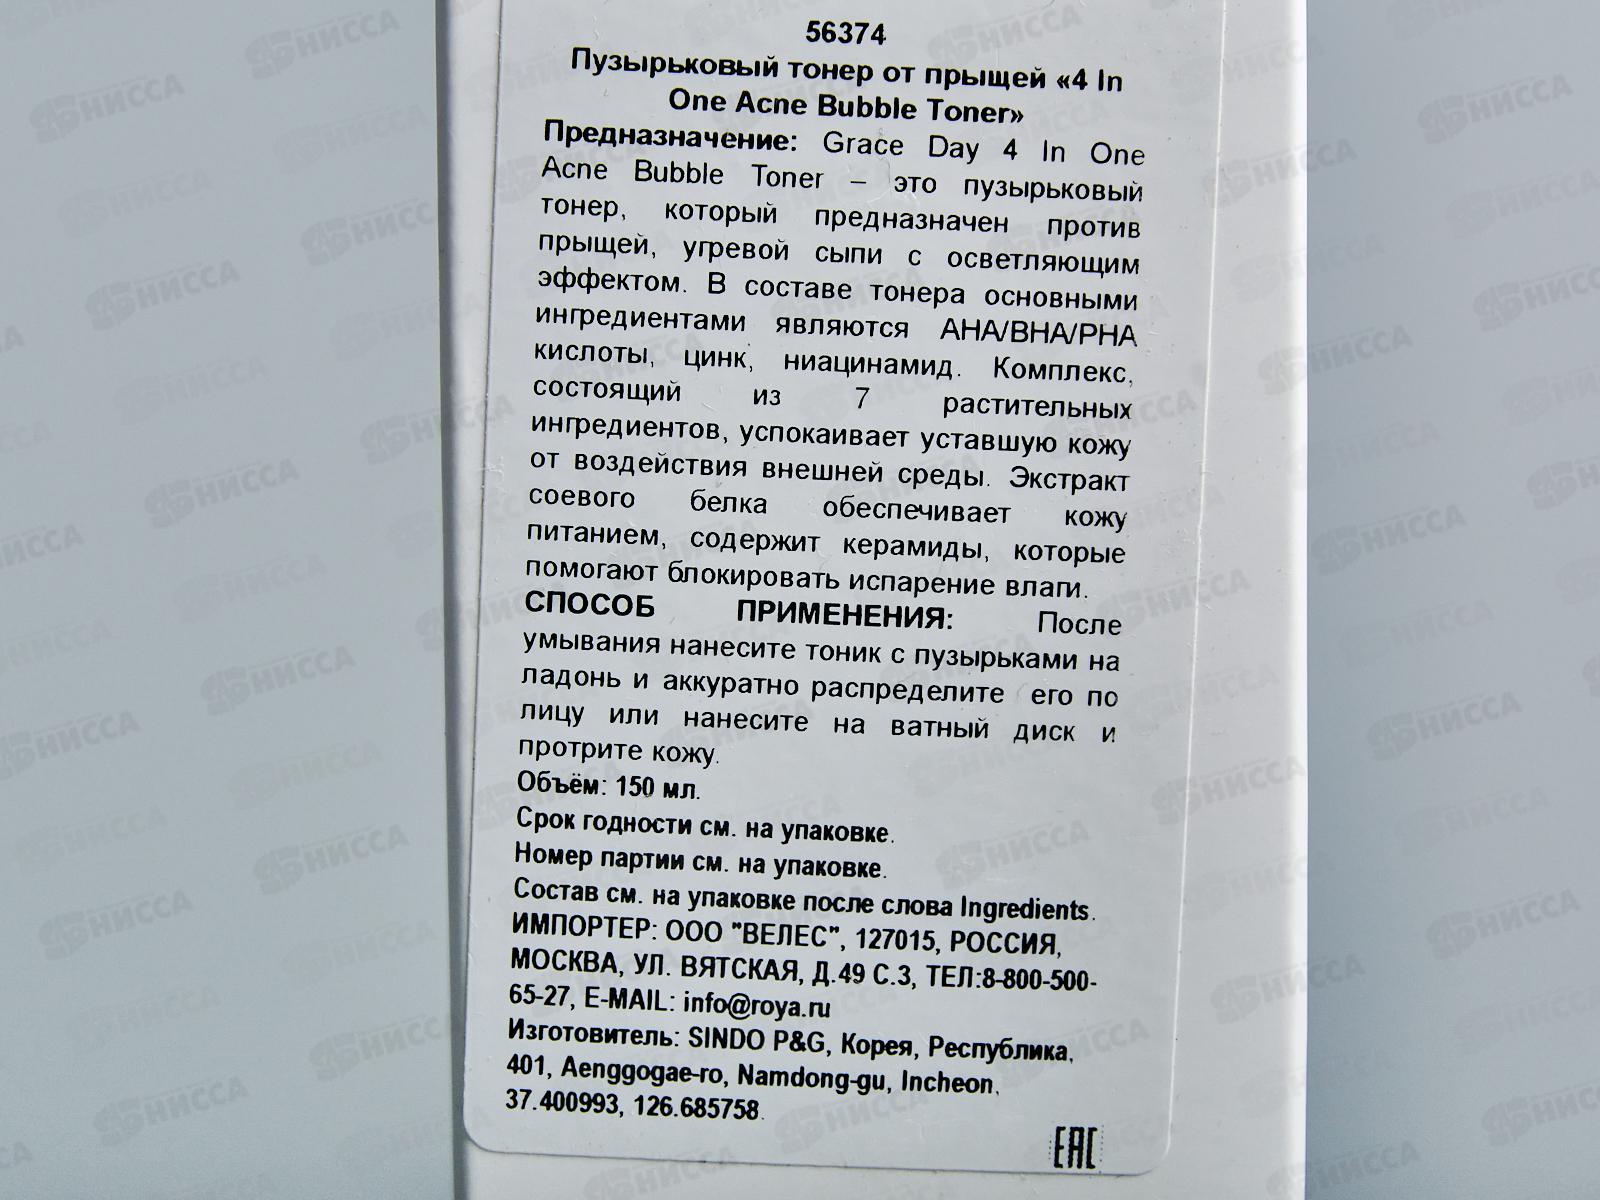 56374
Пузырьковый тонер от прыщей «4 In
One Acne Bubble Toner»
Предназначение: Grace Day 4 In One
Acne Bubble Toner – это пузырьковый
тонер, который предназначен против
прыщей, угревой сыпи с осветляющим
эффектом. В составе тонера основными
ингредиентами являются AHA/BHA/PHA
кислоты, цинк, ниацинамид. Комплекс,
состоящий из 7 растительных
ингредиентов, успокаивает уставшую кожу
от воздействия внешней среды. Экстракт
соевого белка обеспечивает кожу
питанием, содержит керамиды, которые
помогают блокировать испарение влаги.
СПОСОБ ПРИМЕНЕНИЯ: После
умывания нанесите тоник с пузырьками на
ладонь и аккуратно распределите его по
лицу или нанесите на ватный диск и
протрите кожу.
Объём: 150 мл.
Срок годности см. на упаковке.
Номер партии см. на упаковке.
Состав см. на упаковке после слова Ingredients.
ИМПОРТЕР: ООО "ВЕЛЕС", 127015, РОССИЯ,
МОСКВА, УЛ. ВЯТСКАЯ, Д.49 С.3, ТЕЛ:8-800-500-
65-27, E-MAIL: info@roya.ru
Изготовитель: SINDO P&G, Корея, Республика,
401, Aenggogae-ro, Namdong-gu, Incheon,
37.400993, 126.685758.
EAC
НИССА